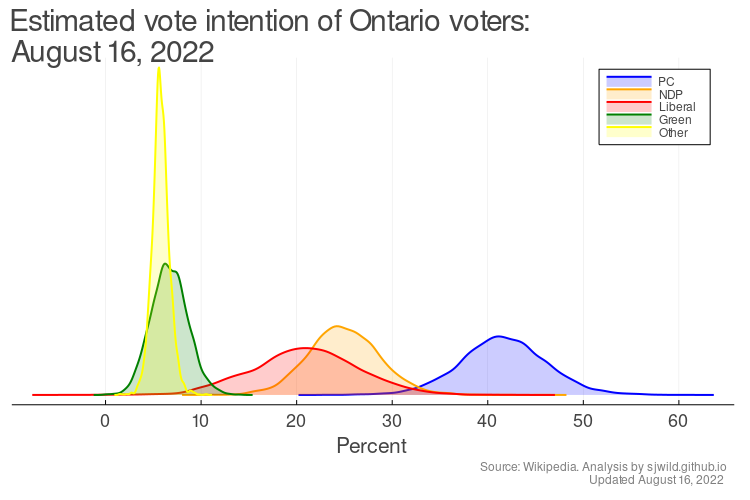 Estimated vote intention of Ontario voters:
August 16, 2022
PC
NDP
Liberal
Green
Other
0 10 20 30 40 50 60
Percent
Source: Wikipedia. Analysis by sjwild.github.io
Updated August 16, 2022